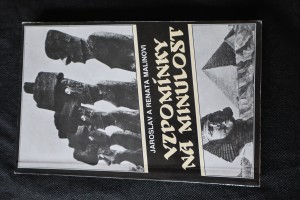 JAROSLAV A RENATA MALINOVI
VZPOMÍNKY
NA MINULOST